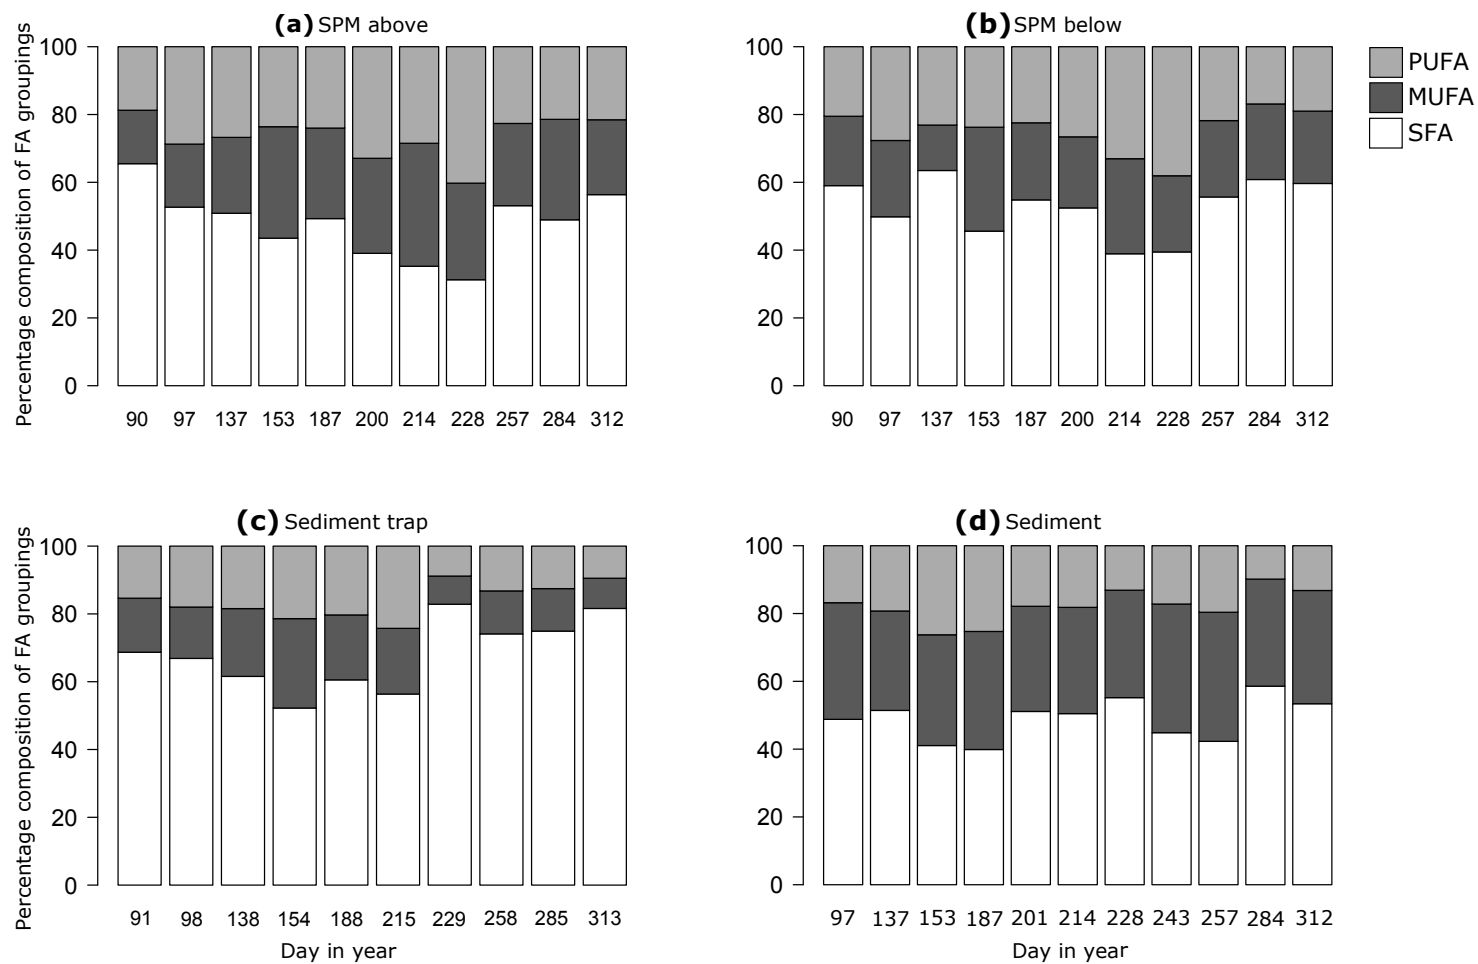 (a) SPM above
Percentage composition of FA groupings
100
80
60
40
20
0
90 97 137 153 187 200 214 228 257 284 312
(b) SPM below
100
80
60
40
20
0
90 97 137 153 187 200 214 228 257 284 312
PUFA
MUFA
SFA
(c) Sediment trap
Percentage composition of FA groupings
100
80
60
40
20
0
91 98 138 154 188 215 229 258 285 313
Day in year
(d) Sediment
100
80
60
40
20
0
97 137 153 187 201 214 228 243 257 284 312
Day in year